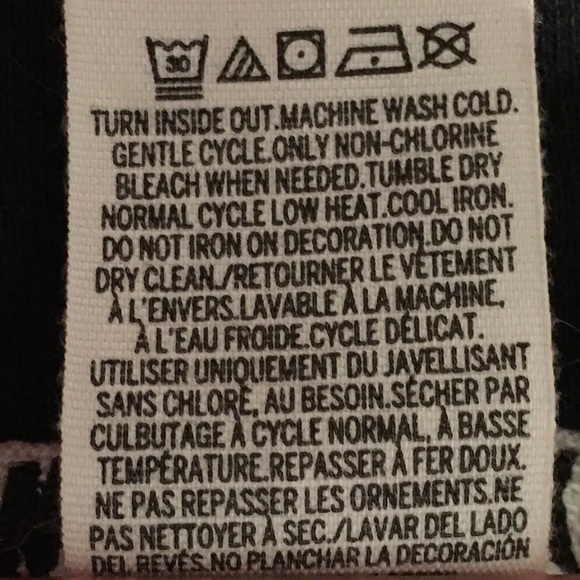 30
TURN INSIDE OUT.MACHINE WASH COLD.
GENTLE CYCLE.ONLY NON-CHLORINE
BLEACH WHEN NEEDED.TUMBLE DRY
NORMAL CYCLE LOW HEAT.COOL IRON.
DO NOT IRON ON DECORATION.DO NOT
DRY CLEAN./RETOURNER LE VÊTEMENT
À L'ENVERS.LAVABLE À LA MACHINE,
À L'EAU FROIDE.CYCLE DÉLICAT.
UTILISER UNIQUEMENT DU JAVELLISANT
SANS CHLORE, AU BESOIN.SÉCHER PAR
CULBUTAGE À CYCLE NORMAL, À BASSE
TEMPÉRATURE.REPASSER À FER DOUX.
NE PAS REPASSER LES ORNEMENTS.NE
PAS NETTOYER À SEC./LAVAR DEL LADO
DEL REVÉS.NO PLANCHAR LA DECORACIÓN